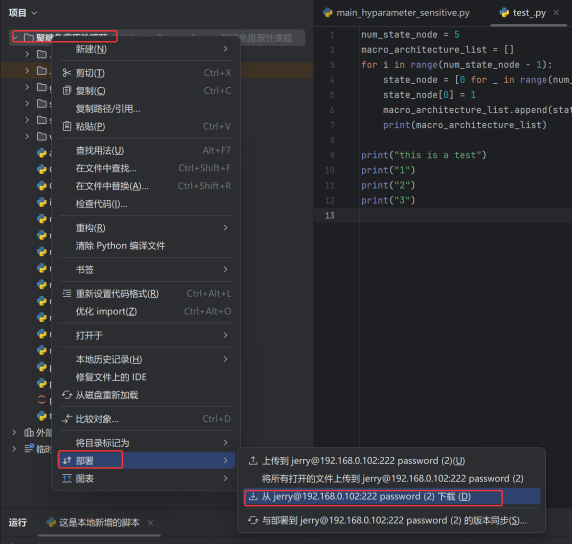 项目
main_hyparameter_sensitive.py
test_.py
新建(N)
剪切(T) Ctrl+X
复制(C) Ctrl+C
复制路径/引用...
粘贴(P) Ctrl+V
查找用法(U) Alt+F7
在文件中查找... Ctrl+Shift+F
在文件中替换(A)... Ctrl+Shift+R
检查代码(I)...
重构(R)
清除 Python 编译文件
书签
重新设置代码格式(R) Ctrl+Alt+L
优化 import(Z) Ctrl+Alt+O
打开于
本地历史记录(H)
修复文件上的 IDE
从磁盘重新加载
比较对象... Ctrl+D
将目录标记为
部署
图表
外部
临时
1 num_state_node = 5
2 macro_architecture_list = []
3 for i in range(num_state_node - 1):
4 state_node = [0 for _ in range(num_
5 state_node[0] = 1
6 macro_architecture_list.append(stat
7 print(macro_architecture_list)
8
9 print("this is a test")
10 print("1")
11 print("2")
12 print("3")
13
上传到 jerry@192.168.0.102:222 password (2)(U)
将所有打开的文件上传到 jerry@192.168.0.102:222 password (2)
从 jerry@192.168.0.102:222 password (2) 下载 (D)
与部署到 jerry@192.168.0.102:222 password (2) 的版本同步(S)...
运行
这是本地新增的脚本